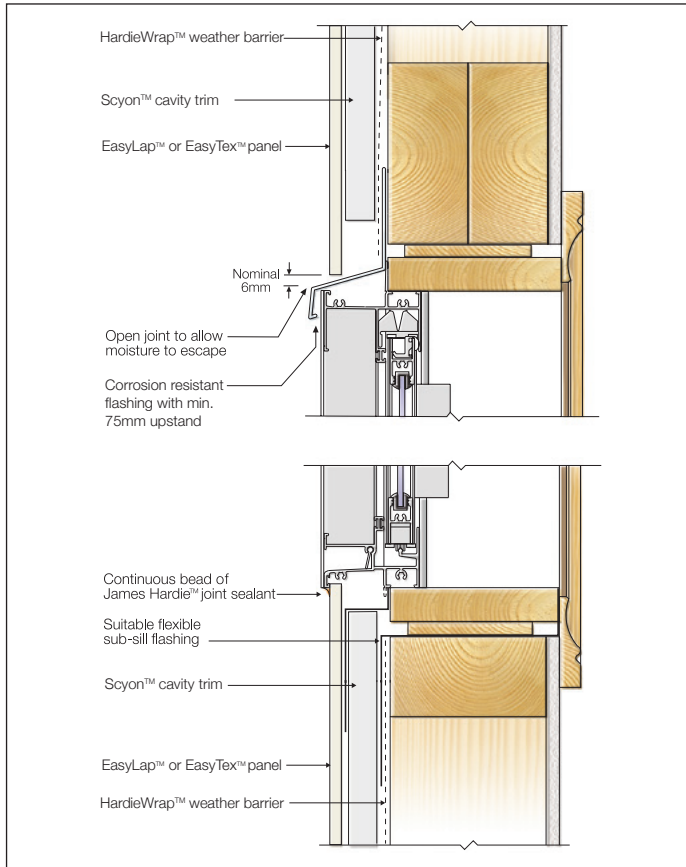 HardieWrap™ weather barrier
Scyon™ cavity trim
EasyLap™ or EasyTex™ panel
Nominal
6mm
Open joint to allow
moisture to escape
Corrosion resistant
flashing with min.
75mm upstand
Continuous bead of
James Hardie™ joint sealant
Suitable flexible
sub-sill flashing
Scyon™ cavity trim
EasyLap™ or EasyTex™ panel
HardieWrap™ weather barrier